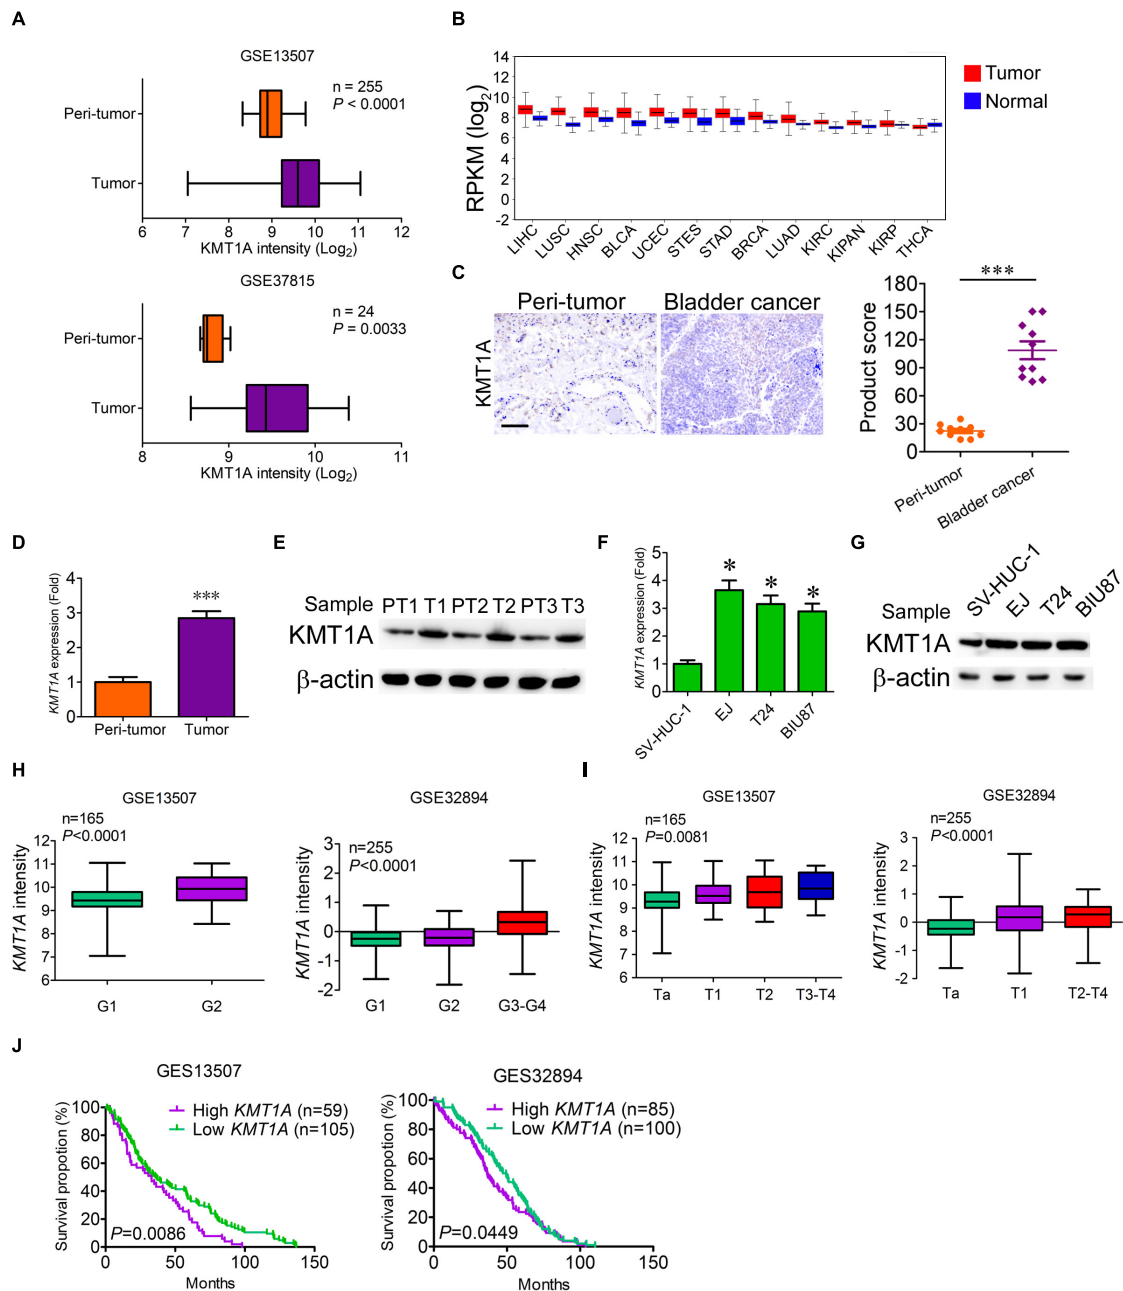 A
GSE13507
n = 255
P < 0.0001
Peri-tumor
Tumor
6 7 8 9 10 11 12
KMT1A intensity (Log2)
GSE37815
n = 24
P = 0.0033
Peri-tumor
Tumor
8 9 10 11
KMT1A intensity (Log2)
B
RPKM (log2)
14
12
10
8
6
4
2
0
-2
Tumor
Normal
LIHC LUSC HNSC BLCA UCEC STES STAD BRCA LUAD KIRC KIPAN KIRP THCA
C
Peri-tumor Bladder cancer
KMT1A
Product score
180
150
120
90
60
30
0
***
Peri-tumor Bladder cancer
D
KMT1A expression (Fold)
4
3
2
1
0
***
Peri-tumor Tumor
E
Sample PT1 T1 PT2 T2 PT3 T3
KMT1A
β-actin
F
KMT1A expression (Fold)
5
4
3
2
1
0
* * *
SV-HUC-1 EJ T24 BIU87
G
Sample SV-HUC-1 EJ T24 BIU87
KMT1A
β-actin
H
GSE13507
n=165
P<0.0001
KMT1A intensity
12
11
10
9
8
7
6
G1 G2
GSE32894
n=255
P<0.0001
KMT1A intensity
3
2
1
0
-1
-2
G1 G2 G3-G4
I
GSE13507
n=165
P=0.0081
KMT1A intensity
12
11
10
9
8
7
6
Ta T1 T2 T3-T4
GSE32894
n=255
P<0.0001
KMT1A intensity
3
2
1
0
-1
-2
Ta T1 T2-T4
J
GES13507
High KMT1A (n=59)
Low KMT1A (n=105)
Survival propotion (%)
100
80
60
40
20
0
P=0.0086
0 50 100 150
Months
GES32894
High KMT1A (n=85)
Low KMT1A (n=100)
Survival propotion (%)
100
80
60
40
20
0
P=0.0449
0 50 100 150
Months